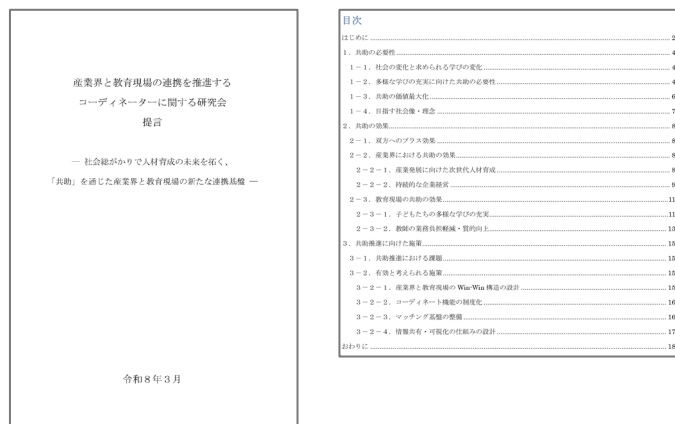 産業界と教育現場の連携を推進する
コーディネーターに関する研究会
提言
― 社会総がかりで人材育成の未来を拓く、
「共助」を通じた産業界と教育現場の新たな連携基盤 ―
令和8年3月
目次
はじめに 2
1．共助の必要性 4
1－1．社会の変化と求められる学びの変化 4
1－2．多様な学びの充実に向けた共助の必要性 4
1－3．共助の価値最大化 6
1－4．目指す社会像・理念 7
2．共助の効果 8
2－1．双方へのプラス効果 8
2－2．産業界における共助の効果 8
2－2－1．産業発展に向けた次世代人材育成 8
2－2－2．持続的な企業経営 9
2－3．教育現場の共助の効果 11
2－3－1．子どもたちの多様な学びの充実 11
2－3－2．教師の業務負担軽減・質的向上 13
3．共助推進に向けた施策 15
3－1．共助推進における課題 15
3－2．有効と考えられる施策 15
3－2－1．産業界と教育現場の Win-Win 構造の設計 15
3－2－2．コーディネート機能の制度化 16
3－2－3．マッチング基盤の整備 16
3－2－4．情報共有・可視化の仕組みの設計 17
おわりに 18